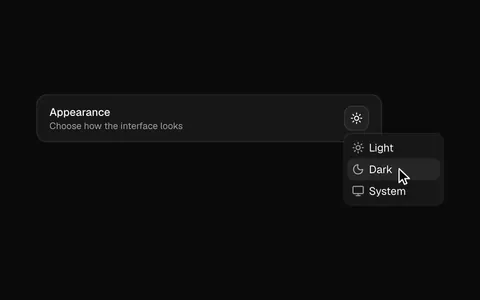 Appearance
Choose how the interface looks
Light
Dark
System